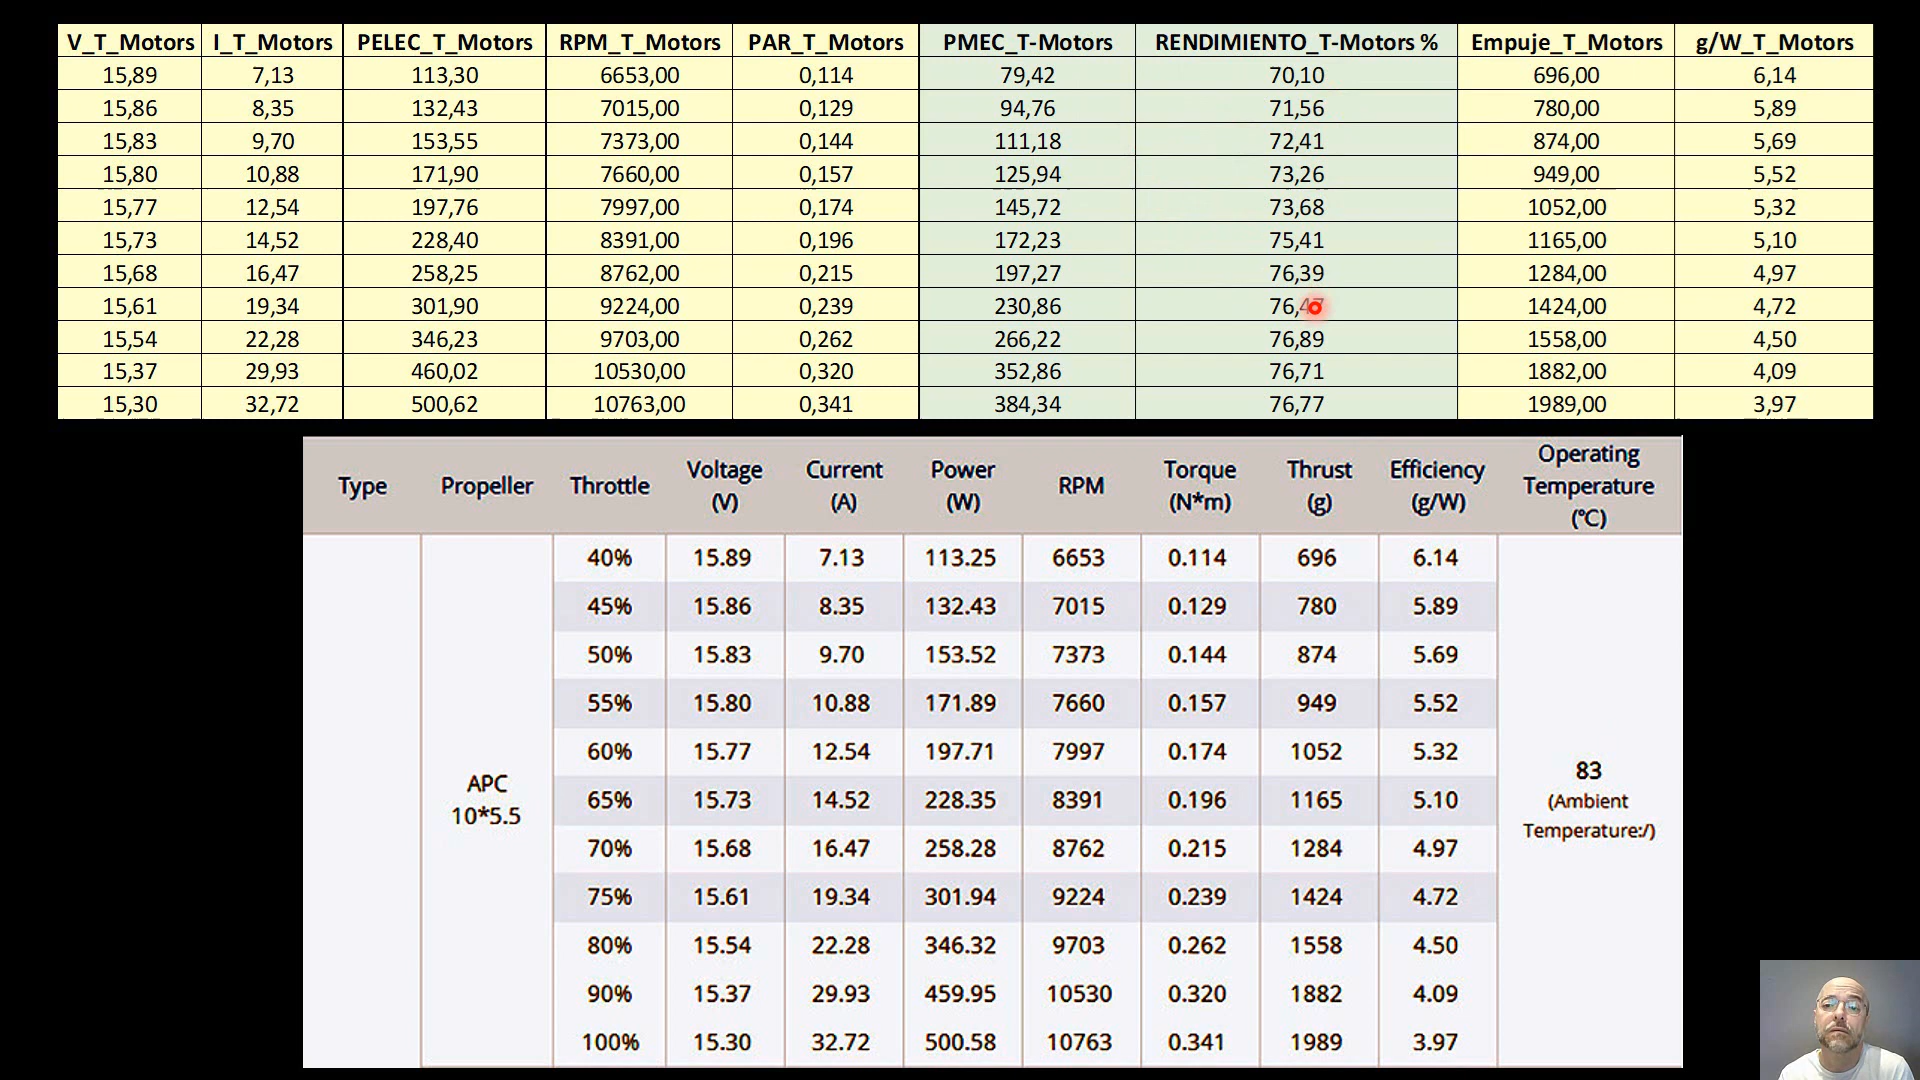 V_T_Motors I_T_Motors PELEC_T_Motors RPM_T_Motors PAR_T_Motors PMEC_T-Motors RENDIMIENTO_T-Motors % Empuje_T_Motors g/W_T_Motors
15,89 7,13 113,30 6653,00 0,114 79,42 70,10 696,00 6,14
15,86 8,35 132,43 7015,00 0,129 94,76 71,56 780,00 5,89
15,83 9,70 153,55 7373,00 0,144 111,18 72,41 874,00 5,69
15,80 10,88 171,90 7660,00 0,157 125,94 73,26 949,00 5,52
15,77 12,54 197,76 7997,00 0,174 145,72 73,68 1052,00 5,32
15,73 14,52 228,40 8391,00 0,196 172,23 75,41 1165,00 5,10
15,68 16,47 258,25 8762,00 0,215 197,27 76,39 1284,00 4,97
15,61 19,34 301,90 9224,00 0,239 230,86 76,47 1424,00 4,72
15,54 22,28 346,23 9703,00 0,262 266,22 76,89 1558,00 4,50
15,37 29,93 460,02 10530,00 0,320 352,86 76,71 1882,00 4,09
15,30 32,72 500,62 10763,00 0,341 384,34 76,77 1989,00 3,97
Type Propeller Throttle Voltage (V) Current (A) Power (W) RPM Torque (N*m) Thrust (g) Efficiency (g/W) Operating Temperature (℃)
40% 15.89 7.13 113.25 6653 0.114 696 6.14
45% 15.86 8.35 132.43 7015 0.129 780 5.89
50% 15.83 9.70 153.52 7373 0.144 874 5.69
55% 15.80 10.88 171.89 7660 0.157 949 5.52
60% 15.77 12.54 197.71 7997 0.174 1052 5.32
APC 10*5.5
65% 15.73 14.52 228.35 8391 0.196 1165 5.10
83 (Ambient Temperature:/)
70% 15.68 16.47 258.28 8762 0.215 1284 4.97
75% 15.61 19.34 301.94 9224 0.239 1424 4.72
80% 15.54 22.28 346.32 9703 0.262 1558 4.50
90% 15.37 29.93 459.95 10530 0.320 1882 4.09
100% 15.30 32.72 500.58 10763 0.341 1989 3.97